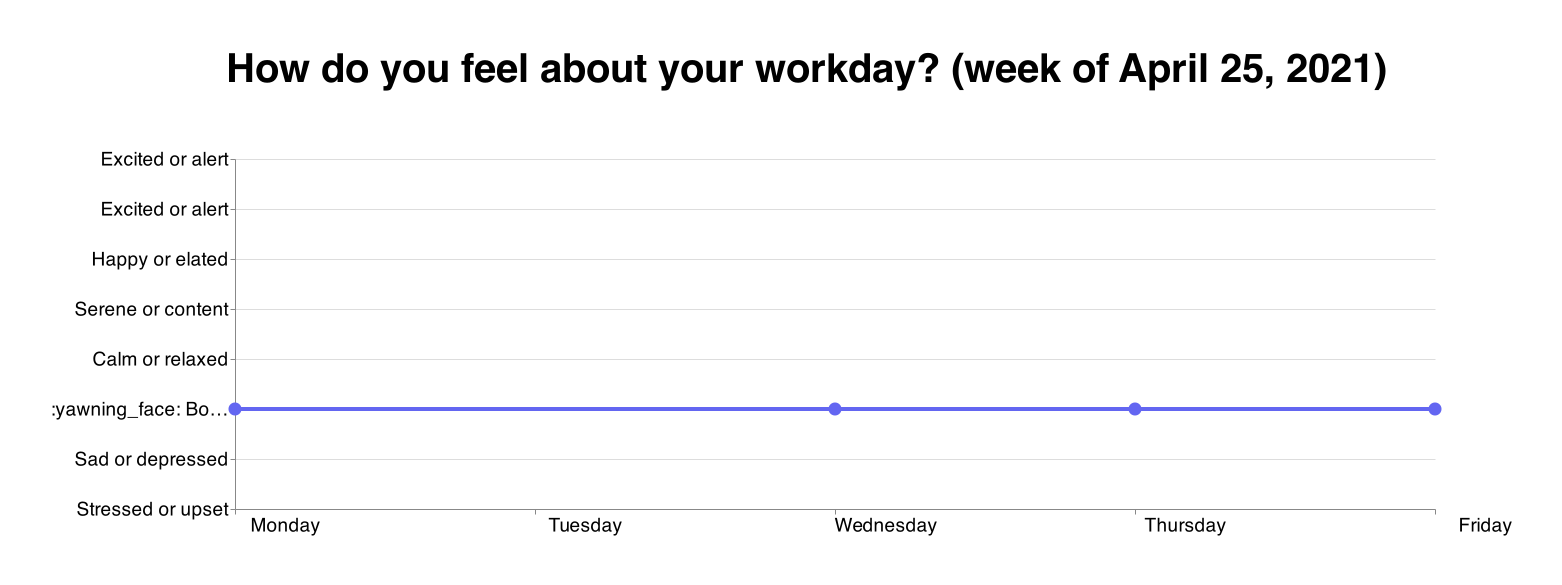 How do you feel about your workday? (week of April 25, 2021)
Excited or alert
Excited or alert
Happy or elated
Serene or content
Calm or relaxed
:yawning_face: Bo…
Sad or depressed
Stressed or upset
Monday Tuesday Wednesday Thursday Friday